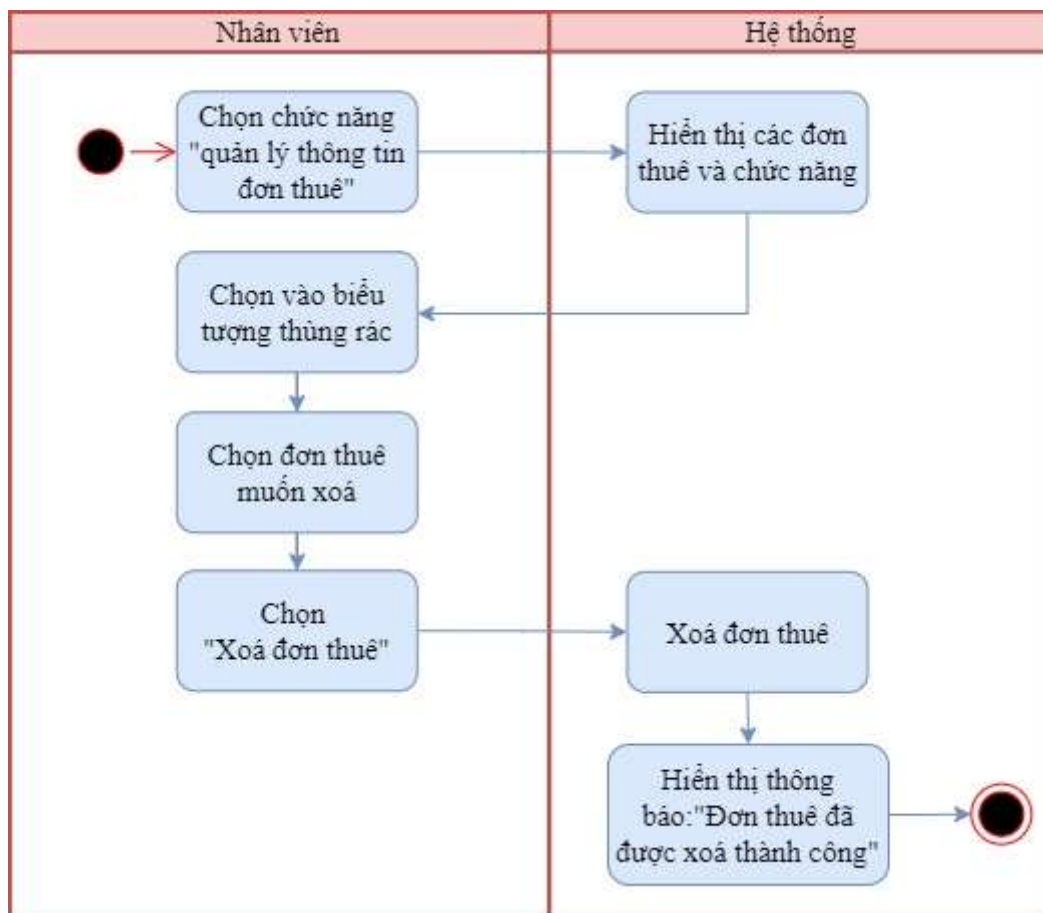 Nhân viên
Hệ thống
Chọn chức năng
"quản lý thông tin
đơn thuê"
Hiển thị các đơn
thuê và chức năng
Chọn vào biểu
tượng thùng rác
Chọn đơn thuê
muốn xoá
Chọn
"Xoá đơn thuê"
Xoá đơn thuê
Hiển thị thông
báo:"Đơn thuê đã
được xoá thành công"